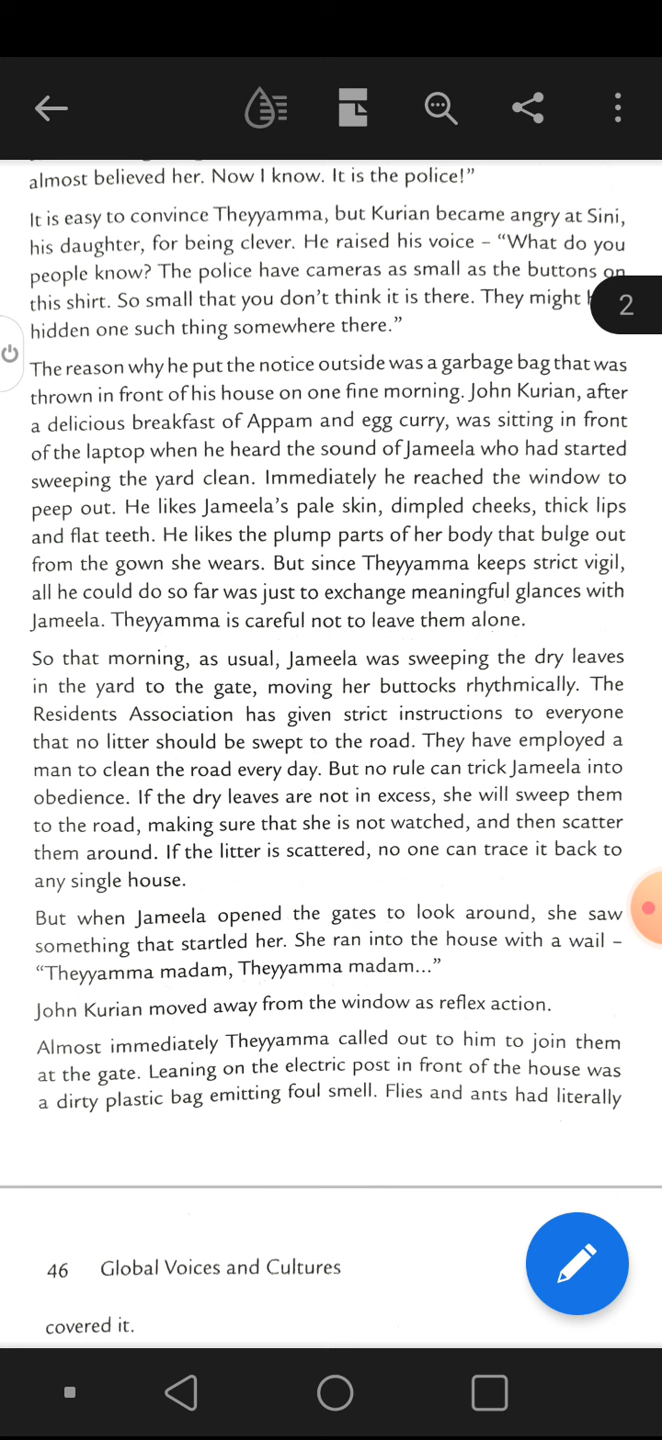 almost believed her. Now I know. It is the police!”
It is easy to convince Theyyamma, but Kurian became angry at Sini,
his daughter, for being clever. He raised his voice – “What do you
people know? The police have cameras as small as the buttons on
this shirt. So small that you don’t think it is there. They might
2
hidden one such thing somewhere there.”
The reason why he put the notice outside was a garbage bag that was
thrown in front of his house on one fine morning. John Kurian, after
a delicious breakfast of Appam and egg curry, was sitting in front
of the laptop when he heard the sound of Jameela who had started
sweeping the yard clean. Immediately he reached the window to
peep out. He likes Jameela’s pale skin, dimpled cheeks, thick lips
and flat teeth. He likes the plump parts of her body that bulge out
from the gown she wears. But since Theyyamma keeps strict vigil,
all he could do so far was just to exchange meaningful glances with
Jameela. Theyyamma is careful not to leave them alone.
So that morning, as usual, Jameela was sweeping the dry leaves
in the yard to the gate, moving her buttocks rhythmically. The
Residents Association has given strict instructions to everyone
that no litter should be swept to the road. They have employed a
man to clean the road every day. But no rule can trick Jameela into
obedience. If the dry leaves are not in excess, she will sweep them
to the road, making sure that she is not watched, and then scatter
them around. If the litter is scattered, no one can trace it back to
any single house.
But when Jameela opened the gates to look around, she saw
something that startled her. She ran into the house with a wail –
“Theyyamma madam, Theyyamma madam...”
John Kurian moved away from the window as reflex action.
Almost immediately Theyyamma called out to him to join them
at the gate. Leaning on the electric post in front of the house was
a dirty plastic bag emitting foul smell. Flies and ants had literally
46 Global Voices and Cultures
covered it.